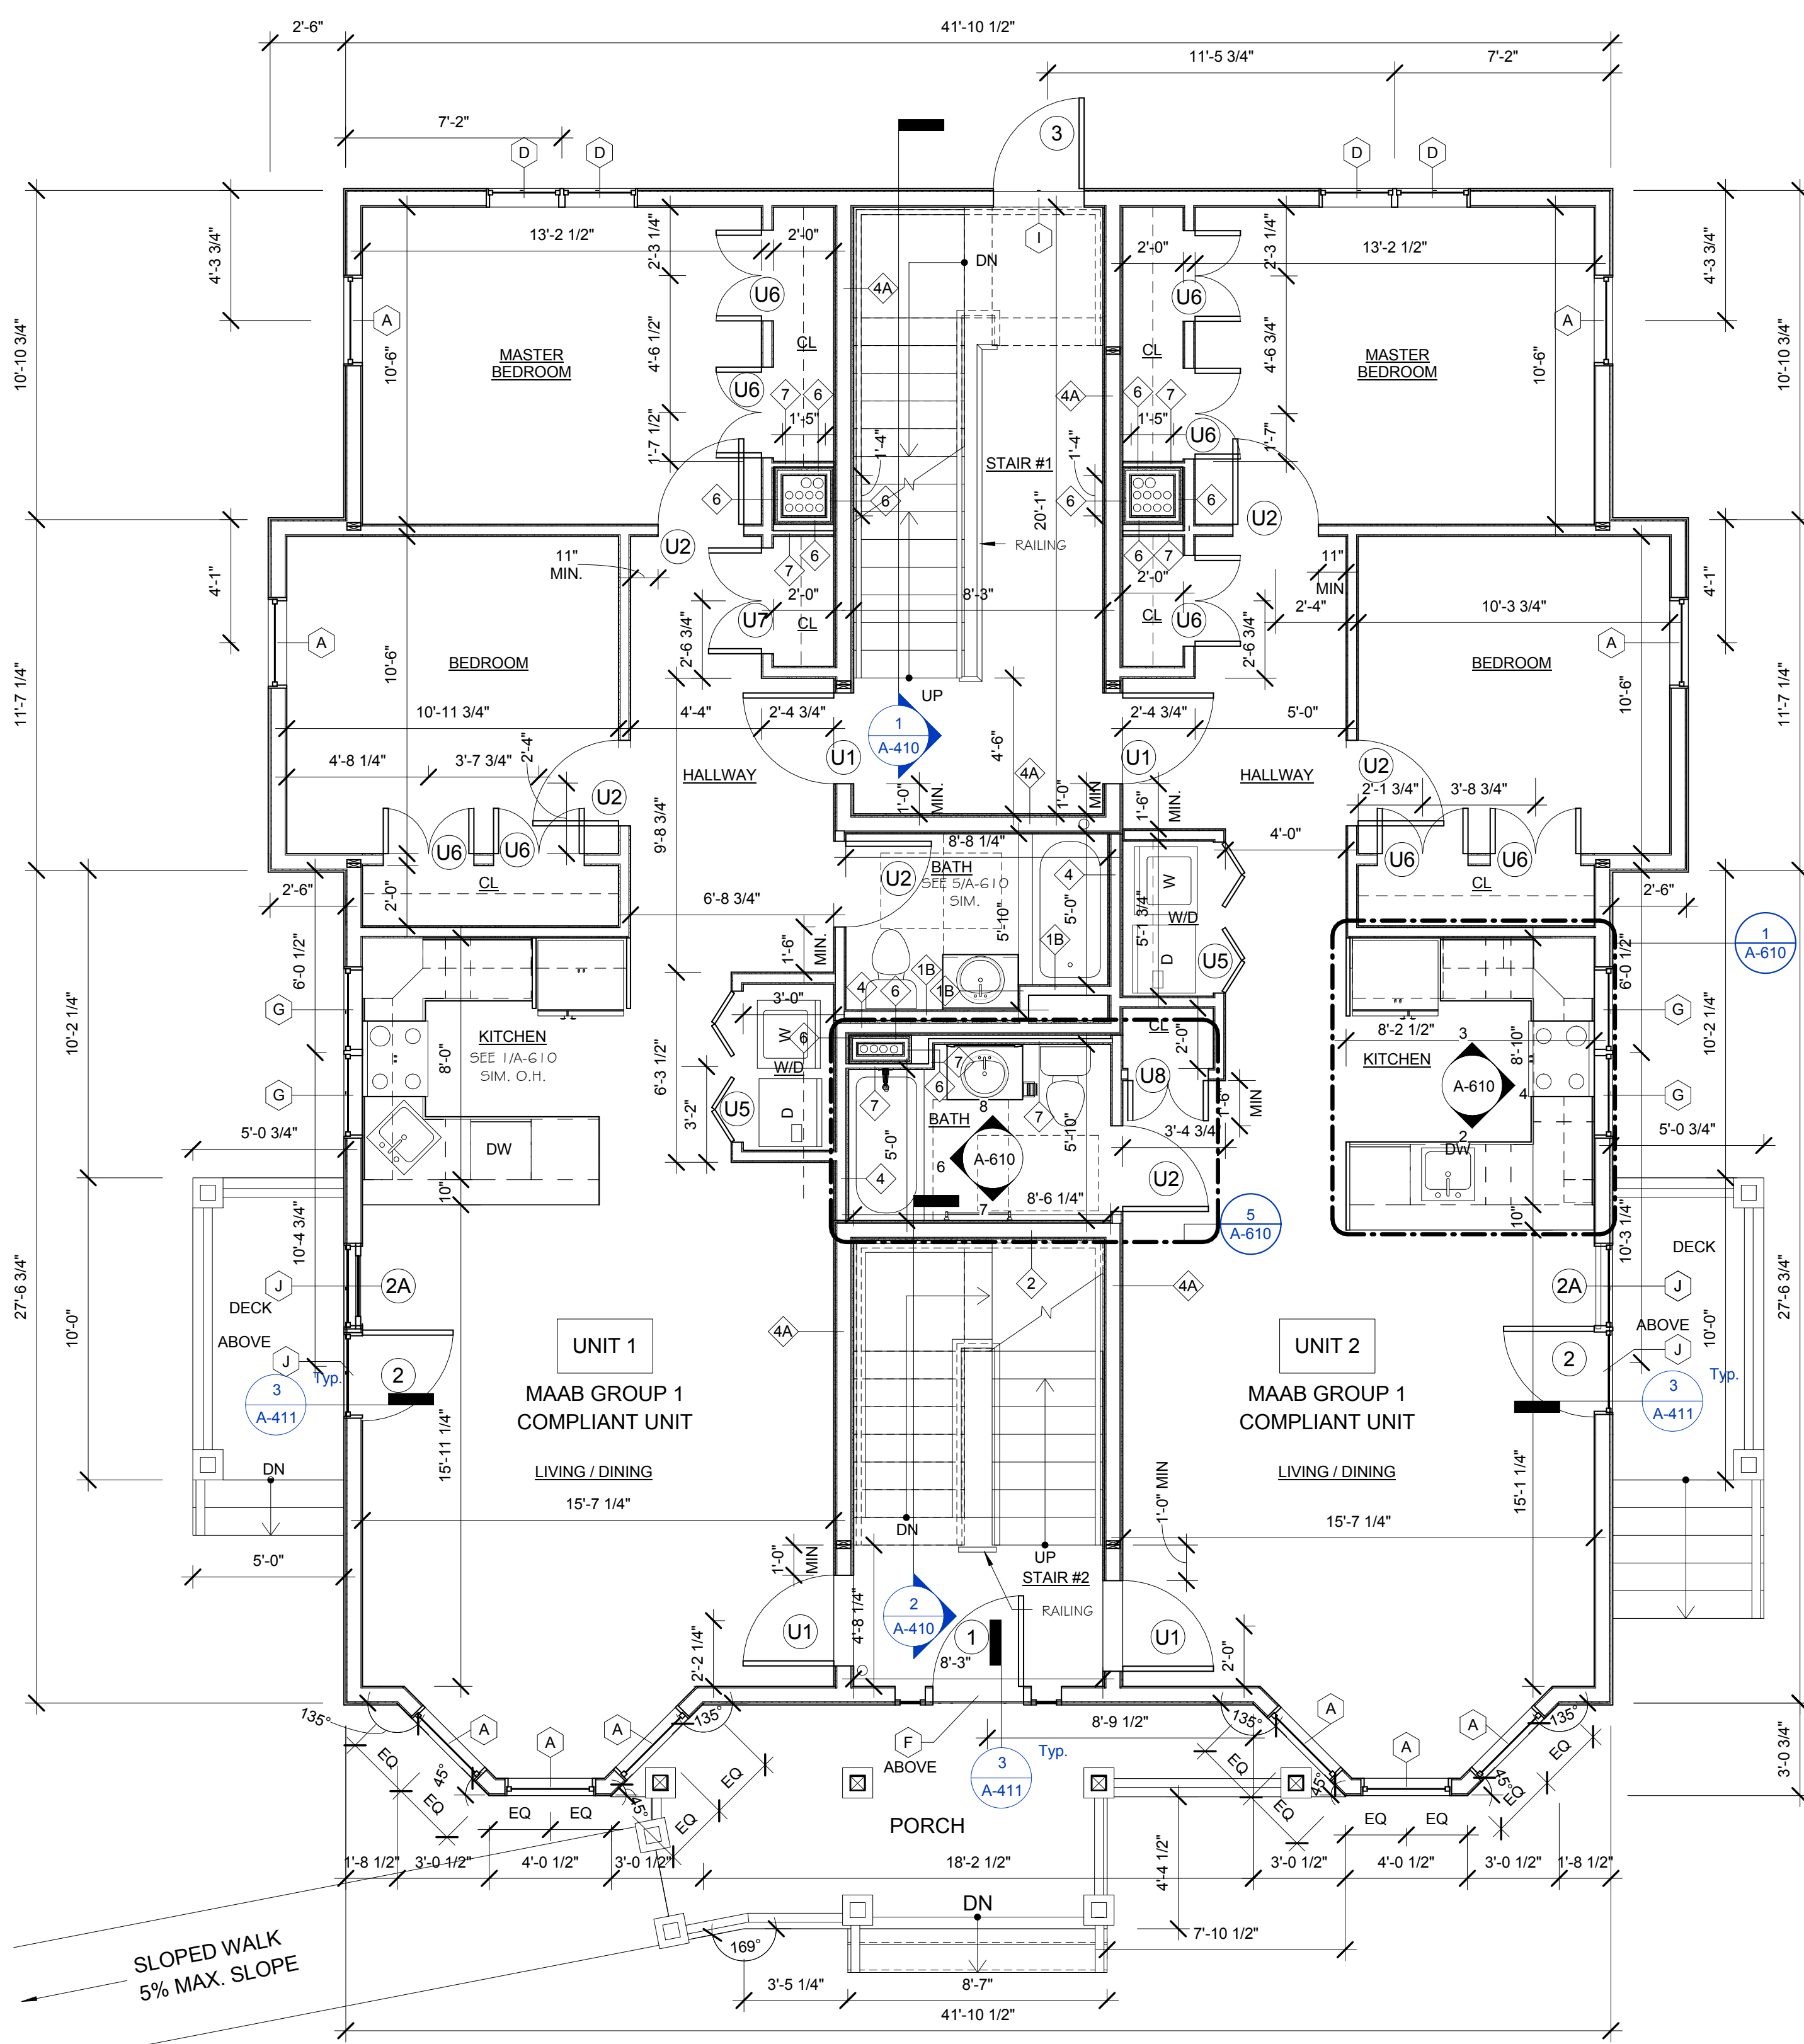 2'-6"
41'-10 1/2"
11'-5 3/4"
7'-2"
7'-2"
3
D
D
D
D
I
4'-3 3/4"
13'-2 1/2"
2'-3 1/4"
2'-0"
DN
2'-0"
2'-3 1/4"
13'-2 1/2"
4'-3 3/4"
U6
4A
U6
A
A
10'-10 3/4"
10'-6"
MASTER
BEDROOM
4'-6 1/2"
CL
CL
4'-6 3/4"
MASTER
BEDROOM
10'-6"
10'-10 3/4"
U6
7
6
4A
6
7
1'-5"
1'-5"
U6
1'-7 1/2"
1'-4"
STAIR #1
1'-4"
1'-7"
6
6
6
6
20'-1"
U2
U2
RAILING
11"
MIN.
7
6
6
7
11"
MIN
4'-1"
2'-0"
8'-3"
2'-0"
2'-4"
10'-3 3/4"
4'-1"
U7
CL
CL
U6
2'-6 3/4"
2'-6 3/4"
A
A
11'-7 1/4"
10'-6"
BEDROOM
BEDROOM
10'-6"
11'-7 1/4"
UP
10'-11 3/4"
4'-4"
2'-4 3/4"
1
A-410
4'-6"
2'-4 3/4"
5'-0"
4'-8 1/4"
3'-7 3/4"
2'-4"
HALLWAY
U1
4A
U1
HALLWAY
U2
U2
1'-0"
MIN.
1'-0"
MIN
1'-6"
MIN.
2'-1 3/4"
3'-8 3/4"
9'-8 3/4"
8'-8 1/4"
4'-0"
U6
U6
U6
U6
CL
2'-0"
2'-6"
U2
BATH
SEE 5/A-610
SIM.
4
W
W/D
D
5'-1 3/4"
CL
2'-6"
6'-8 3/4"
5'-10"
5'-0"
1B
1B
1B
U5
1'-6"
MIN.
1
A-610
6'-0 1/2"
6'-0 1/2"
10'-2 1/4"
10'-2 1/4"
G
G
3'-0"
4
6
6
CL
2'-0"
8'-2 1/2"
KITCHEN
SEE 1/A-610
SIM. O.H.
8'-0"
W
W/D
D
6'-3 1/2"
3'-2"
U5
KITCHEN
3
A-610
4
2
8'-10"
G
G
7
6
7
7
8
U8
1'-6"
MIN
BATH
5'-10"
3'-4 3/4"
5'-0"
6
A-610
7
4
8'-6 1/4"
U2
5
A-610
DW
DW
10"
10"
5'-0 3/4"
5'-0 3/4"
10'-4 3/4"
10'-3 1/4"
27'-6 3/4"
10'-0"
DECK
ABOVE
J
J
2A
2
2
4A
4A
2A
2
J
J
DECK
ABOVE
10'-0"
27'-6 3/4"
UNIT 1
MAAB GROUP 1
COMPLIANT UNIT
UNIT 2
MAAB GROUP 1
COMPLIANT UNIT
3
A-411
Typ.
3
A-411
Typ.
15'-11 1/4"
LIVING / DINING
LIVING / DINING
15'-1 1/4"
DN
15'-7 1/4"
1'-0" MIN
15'-7 1/4"
DN
UP
5'-0"
1'-0"
MIN
STAIR #2
RAILING
2
A-410
1
U1
U1
4'-8 1/4"
8'-3"
2'-2 1/4"
2'-0"
135°
135°
135°
135°
A
A
A
A
A
A
8'-9 1/2"
F
ABOVE
3
A-411
Typ.
EQ
EQ
EQ
EQ
EQ
EQ
EQ
EQ
EQ
EQ
EQ
EQ
45°
45°
45°
45°
3'-0 3/4"
PORCH
1'-8 1/2"
3'-0 1/2"
4'-0 1/2"
3'-0 1/2"
18'-2 1/2"
4'-4 1/2"
3'-0 1/2"
4'-0 1/2"
3'-0 1/2"
1'-8 1/2"
DN
7'-10 1/2"
169°
SLOPED WALK
5% MAX. SLOPE
3'-5 1/4"
8'-7"
41'-10 1/2"